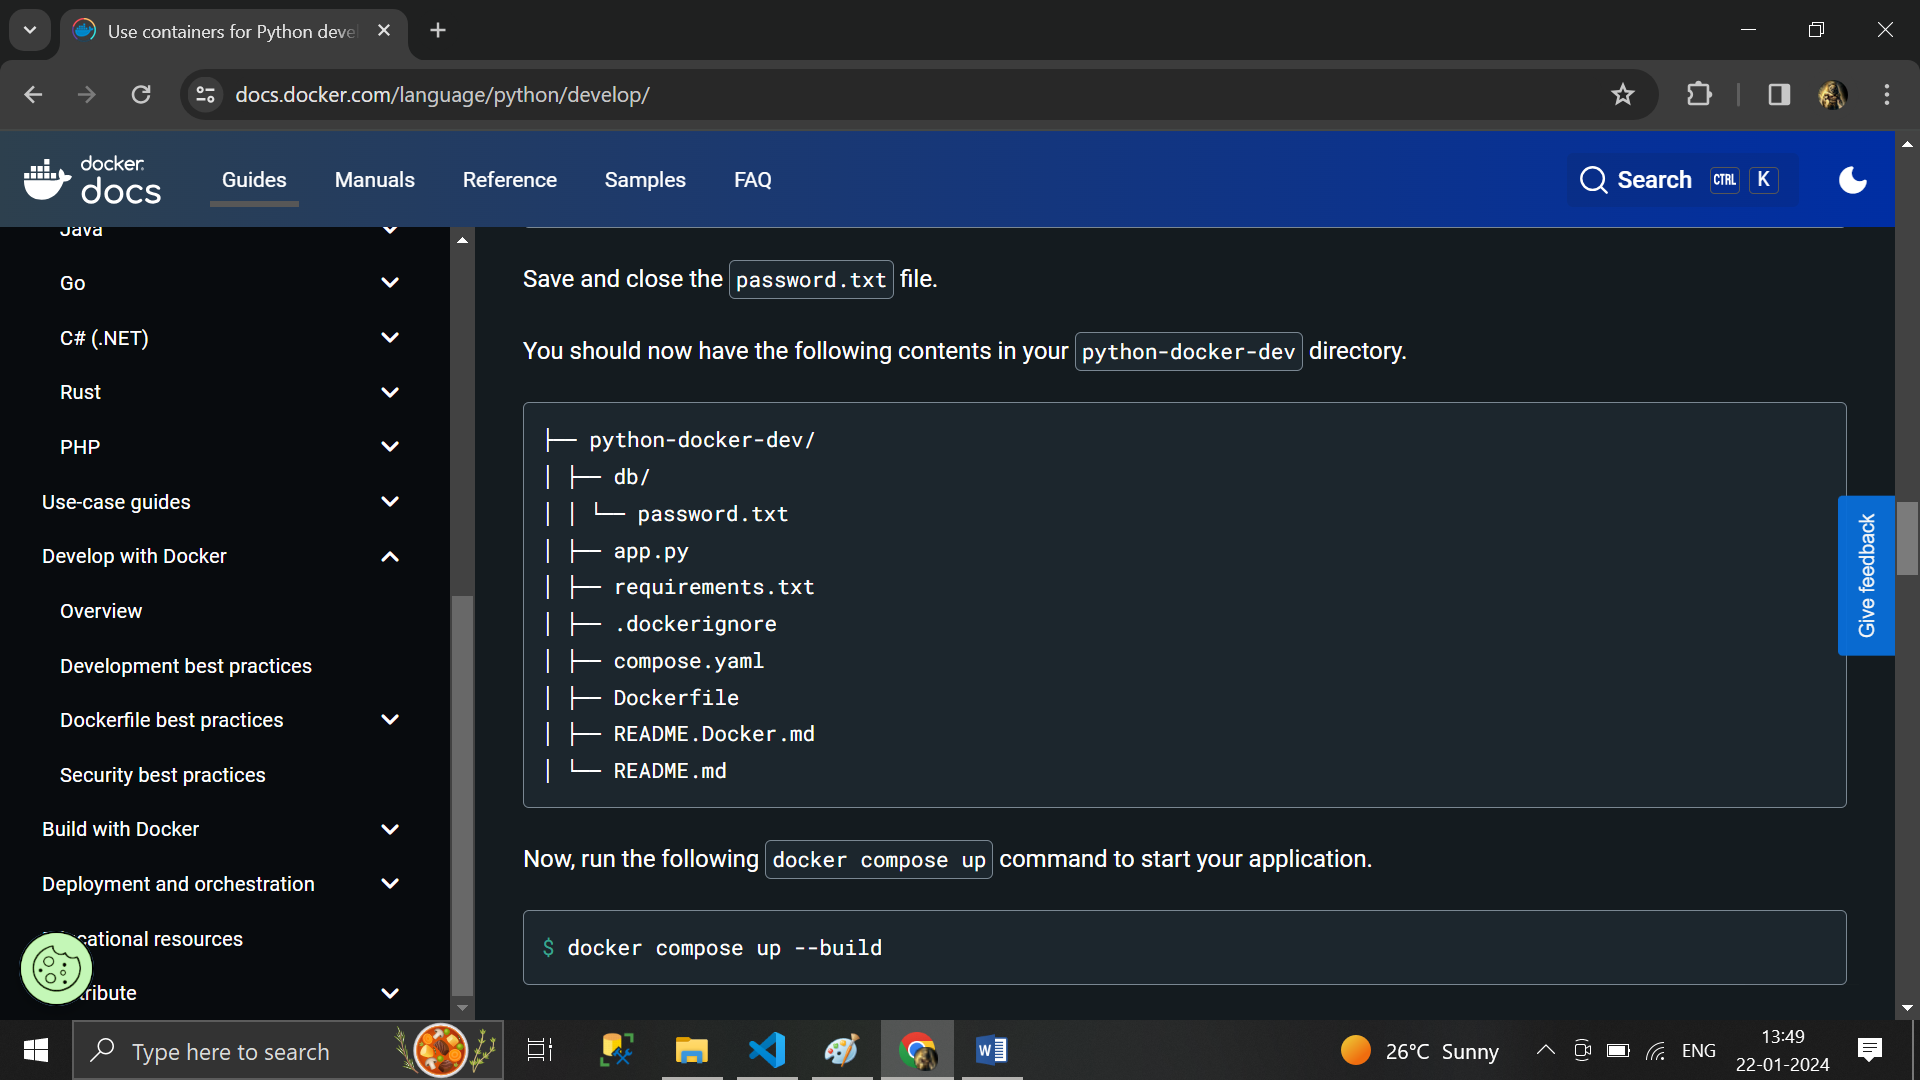 Use containers for Python deve
docs.docker.com/language/python/develop/
docker
docs
Guides
Manuals
Reference
Samples
FAQ
Search
CTRL
K
Java
Go
C# (.NET)
Rust
PHP
Use-case guides
Develop with Docker
Overview
Development best practices
Dockerfile best practices
Security best practices
Build with Docker
Deployment and orchestration
cational resources
tribute
Save and close the password.txt file.
You should now have the following contents in your python-docker-dev directory.
├── python-docker-dev/
│ ├── db/
│ │ └── password.txt
│ ├── app.py
│ ├── requirements.txt
│ ├── .dockerignore
│ ├── compose.yaml
│ ├── Dockerfile
│ ├── README.Docker.md
│ └── README.md
Now, run the following docker compose up command to start your application.
$ docker compose up --build
Give feedback
Type here to search
26°C Sunny
ENG
13:49
22-01-2024